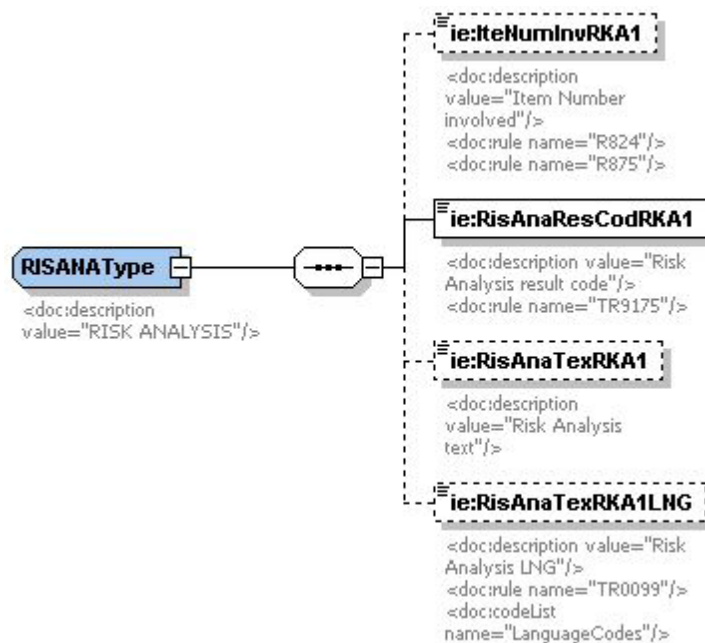 ie:IteNumInvRKA1
<doc:description
value="Item Number
involved"/>
<doc:rule name="R824"/>
<doc:rule name="R875"/>
ie:RisAnaResCodRKA1
<doc:description value="Risk
Analysis result code"/>
<doc:rule name="TR9175"/>
RISANAType
<doc:description
value="RISK ANALYSIS"/>
ie:RisAnaTexRKA1
<doc:description
value="Risk Analysis
text"/>
ie:RisAnaTexRKA1LNG
<doc:description value="Risk
Analysis LNG"/>
<doc:rule name="TR0099"/>
<doc:codeList
name="LanguageCodes"/>